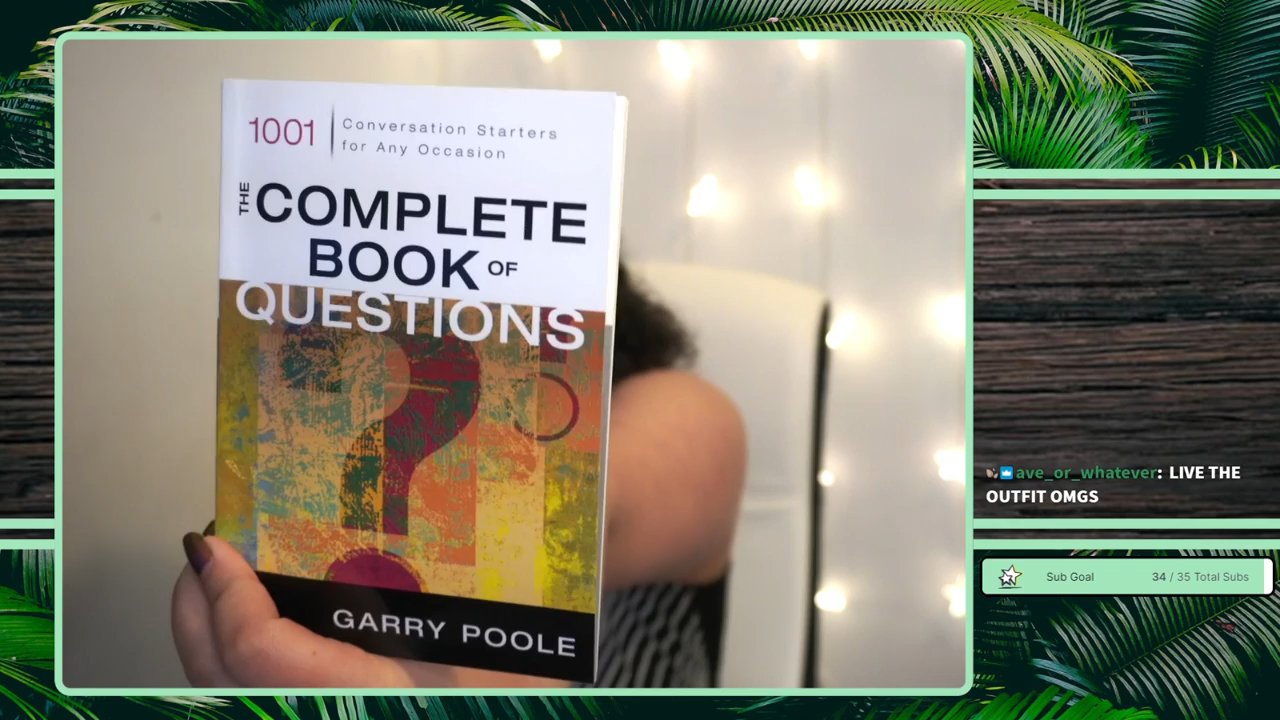 1001 | Conversation Starters
for Any Occasion
THE COMPLETE
BOOK OF
QUESTIONS
GARRY POOLE
ave_or_whatever: LIVE THE
OUTFIT OMGS
Sub Goal 34 / 35 Total Subs